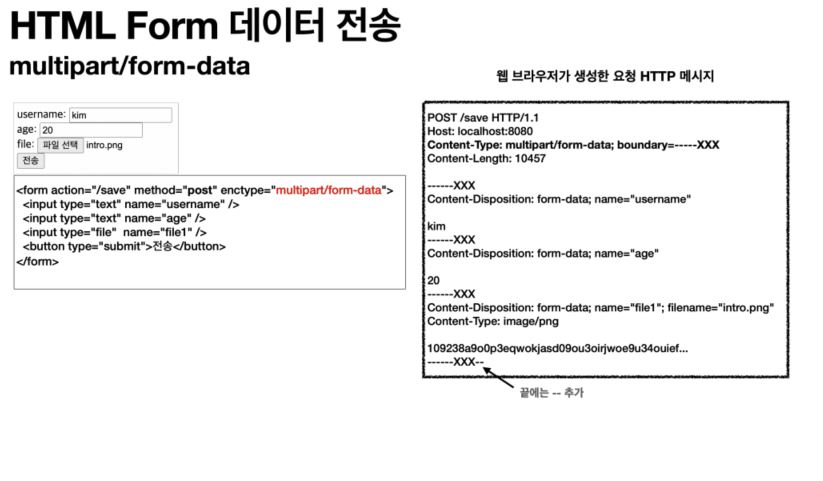 HTML Form 데이터 전송
multipart/form-data
username: kim
age: 20
file: 파일 선택 intro.png
전송
<form action="/save" method="post" enctype="multipart/form-data">
<input type="text" name="username" />
<input type="text" name="age" />
<input type="file"  name="file1" />
<button type="submit">전송</button>
</form>
웹 브라우저가 생성한 요청 HTTP 메시지
POST /save HTTP/1.1
Host: localhost:8080
Content-Type: multipart/form-data; boundary=-----XXX
Content-Length: 10457
------XXX
Content-Disposition: form-data; name="username"
kim
------XXX
Content-Disposition: form-data; name="age"
20
------XXX
Content-Disposition: form-data; name="file1"; filename="intro.png"
Content-Type: image/png
109238a9o0p3eqwokjasd09ou3oirjwoe9u34ouief...
------XXX--
끝에는 -- 추가